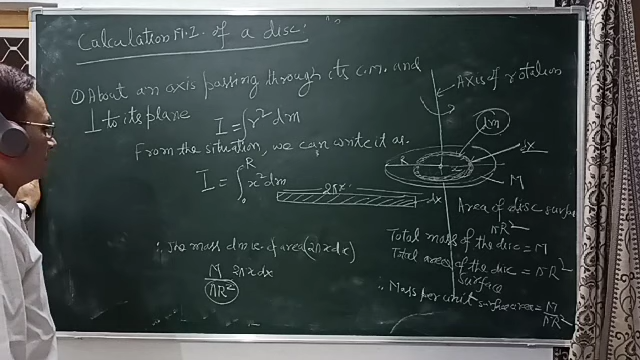 Calculation M.I. of a disc:
① About an axis passing through its C.M. and
⊥ to its plane
I = ∫r² dm
From the situation, we can write it as.
I = ∫₀ᴿ x² dm
2πx
dx
∴ The mass dm of area (2πx dx)
M/πR² 2πx dx
Axis of rotation
dm
dx
R
M
Area of disc surface
πR²
Total mass of the disc = M
Total area of the disc = πR²
surface
∴ Mass per unit surface area = M/πR²